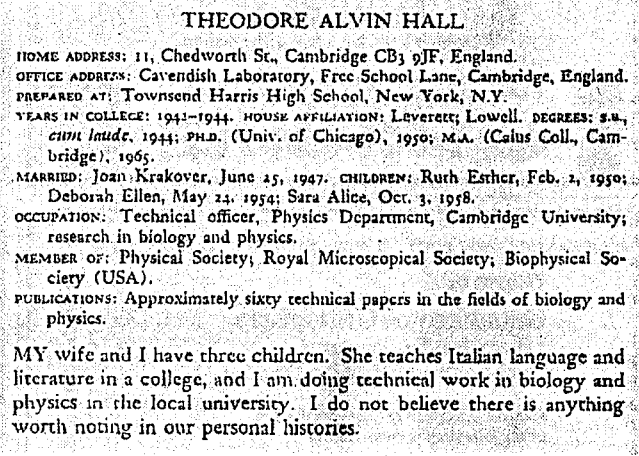 THEODORE ALVIN HALL
HOME ADDRESS: 11, Chedworth St., Cambridge CB3 9JF, England.
OFFICE ADDRESS: Cavendish Laboratory, Free School Lane, Cambridge, England.
PREPARED AT: Townsend Harris High School, New York, N.Y.
YEARS IN COLLEGE: 1942–1944. HOUSE AFFILIATION: Leverett; Lowell. DEGREES: S.B.,
cum laude, 1944; PH.D. (Univ. of Chicago), 1950; M.A. (Caius Coll., Cam-
bridge), 1965.
MARRIED: Joan Krakover, June 25, 1947. CHILDREN: Ruth Esther, Feb. 2, 1950;
Deborah Ellen, May 24, 1954; Sara Alice, Oct. 3, 1958.
OCCUPATION: Technical officer, Physics Department, Cambridge University;
research in biology and physics.
MEMBER OF: Physical Society; Royal Microscopical Society; Biophysical So-
ciety (USA).
PUBLICATIONS: Approximately sixty technical papers in the fields of biology and
physics.
MY wife and I have three children. She teaches Italian language and
literature in a college, and I am doing technical work in biology and
physics in the local university. I do not believe there is anything
worth noting in our personal histories.